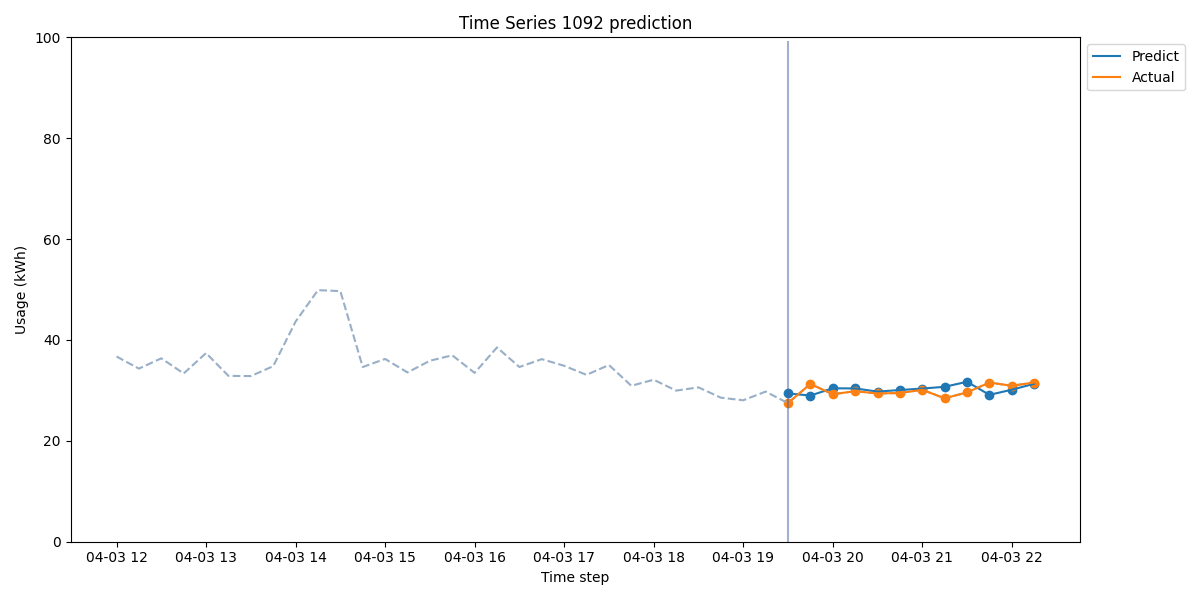 Time Series 1092 prediction
Predict
Actual
Usage (kWh)
100
80
60
40
20
0
04-03 12 04-03 13 04-03 14 04-03 15 04-03 16 04-03 17 04-03 18 04-03 19 04-03 20 04-03 21 04-03 22
Time step